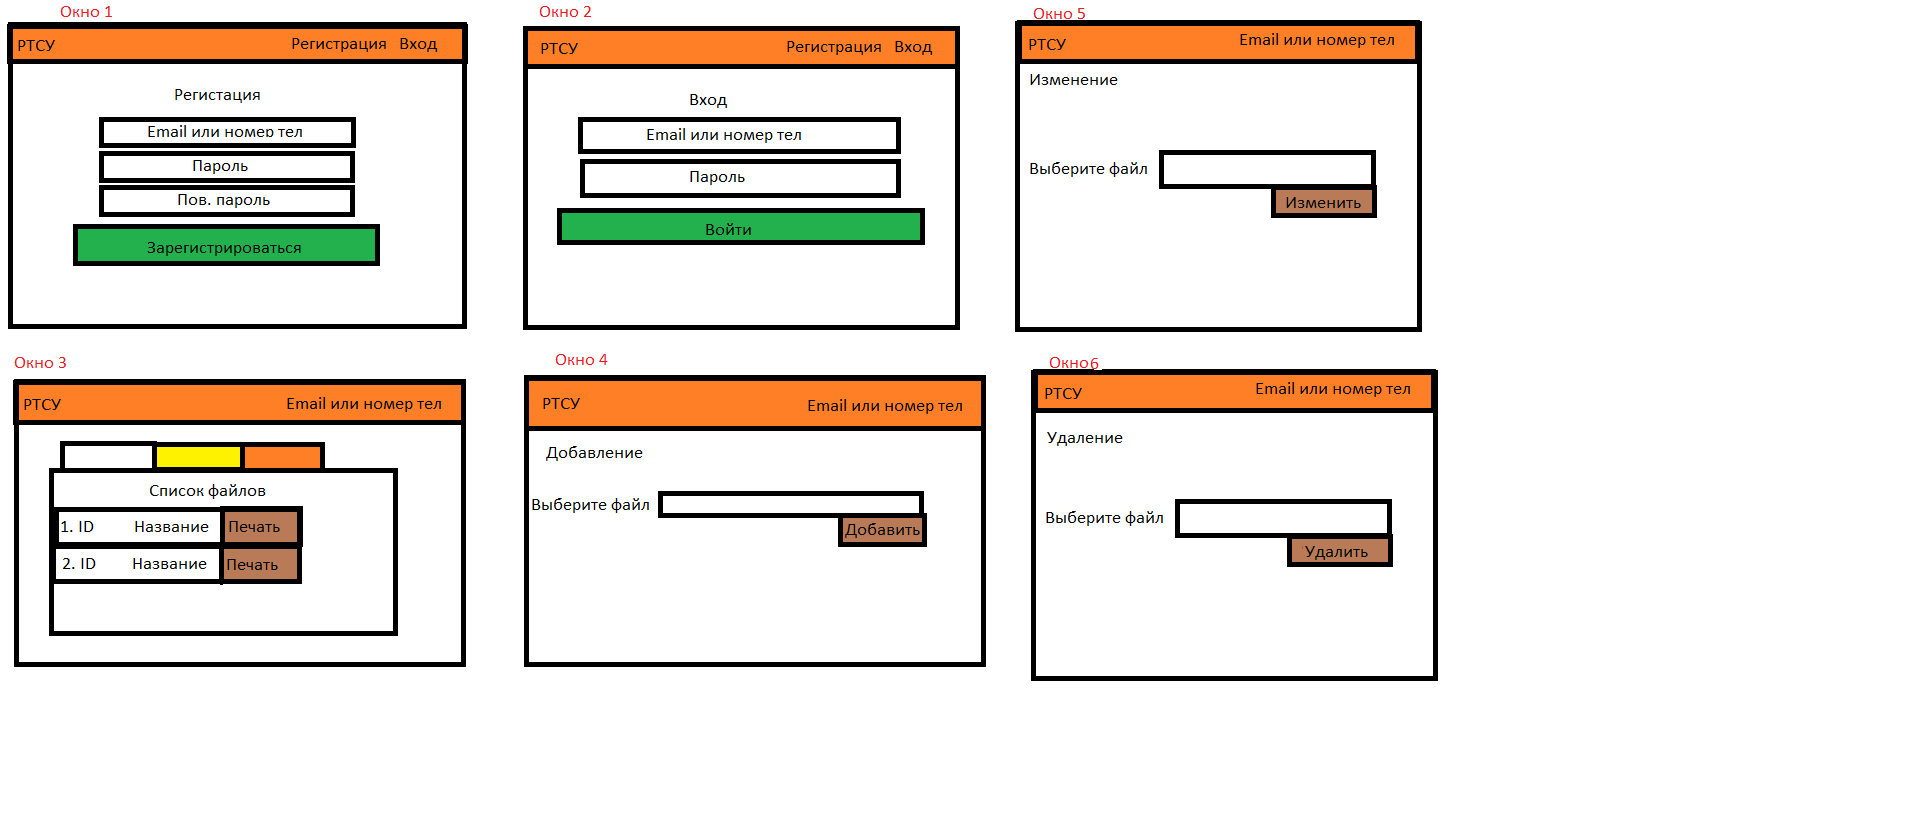 Окно 1
РТСУ Регистрация Вход
Регистация
Email или номер тел
Пароль
Пов. пароль
Зарегистрироваться
Окно 2
РТСУ Регистрация Вход
Вход
Email или номер тел
Пароль
Войти
Окно 5
РТСУ Email или номер тел
Изменение
Выберите файл
Изменить
Окно 3
РТСУ Email или номер тел
Список файлов
1. ID Название Печать
2. ID Название Печать
Окно 4
РТСУ Email или номер тел
Добавление
Выберите файл
Добавить
Окно6
РТСУ Email или номер тел
Удаление
Выберите файл
Удалить